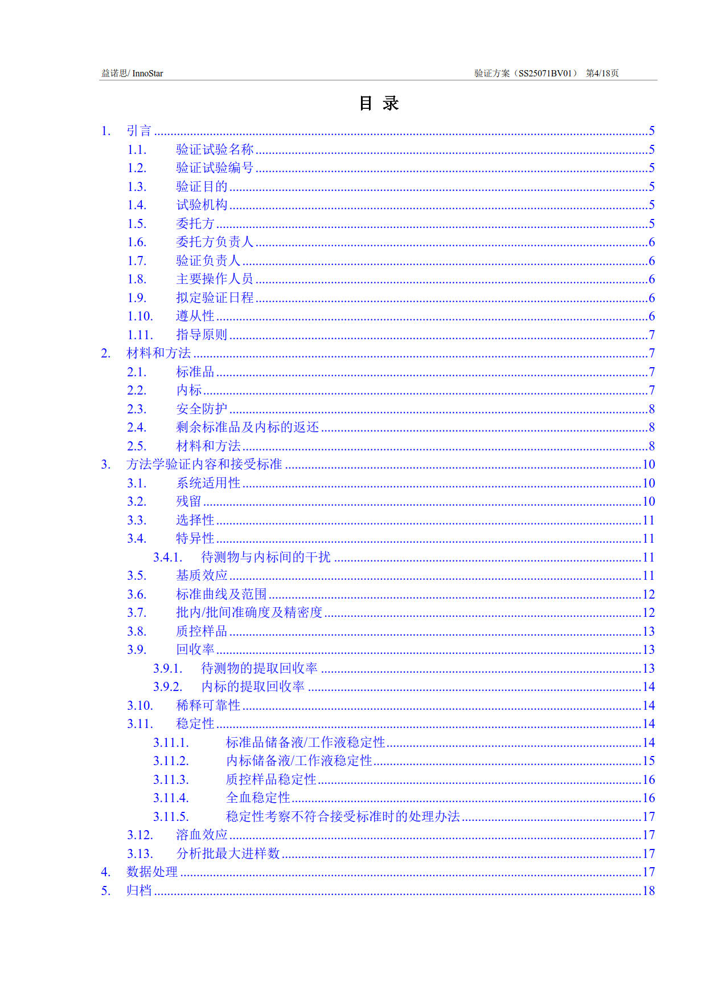 益诺思/ InnoStar 验证方案（SS25071BV01） 第4/18页
目 录
1. 引言 5
1.1. 验证试验名称 5
1.2. 验证试验编号 5
1.3. 验证目的 5
1.4. 试验机构 5
1.5. 委托方 5
1.6. 委托方负责人 6
1.7. 验证负责人 6
1.8. 主要操作人员 6
1.9. 拟定验证日程 6
1.10. 遵从性 6
1.11. 指导原则 7
2. 材料和方法 7
2.1. 标准品 7
2.2. 内标 7
2.3. 安全防护 8
2.4. 剩余标准品及内标的返还 8
2.5. 材料和方法 8
3. 方法学验证内容和接受标准 10
3.1. 系统适用性 10
3.2. 残留 10
3.3. 选择性 11
3.4. 特异性 11
3.4.1. 待测物与内标间的干扰 11
3.5. 基质效应 11
3.6. 标准曲线及范围 12
3.7. 批内/批间准确度及精密度 12
3.8. 质控样品 13
3.9. 回收率 13
3.9.1. 待测物的提取回收率 13
3.9.2. 内标的提取回收率 14
3.10. 稀释可靠性 14
3.11. 稳定性 14
3.11.1. 标准品储备液/工作液稳定性 14
3.11.2. 内标储备液/工作液稳定性 15
3.11.3. 质控样品稳定性 16
3.11.4. 全血稳定性 16
3.11.5. 稳定性考察不符合接受标准时的处理办法 17
3.12. 溶血效应 17
3.13. 分析批最大进样数 17
4. 数据处理 17
5. 归档 18